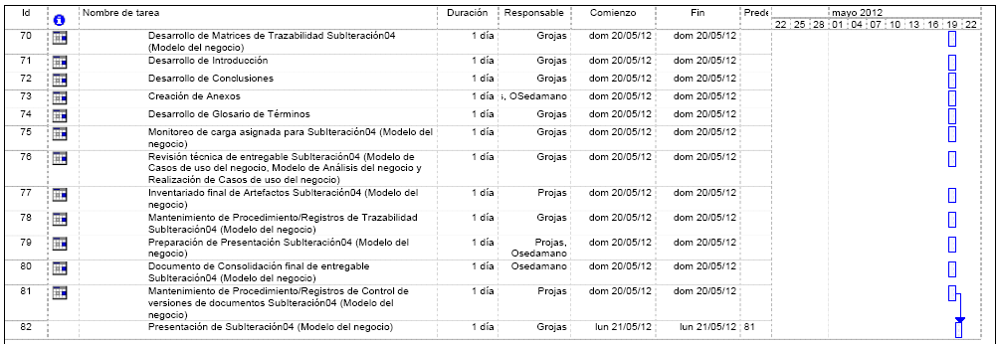 Id Nombre de tarea Duración Responsable Comienzo Fin Prede mayo 2012
22 25 28 01 04 07 10 13 16 19 22
70 Desarrollo de Matrices de Trazabilidad SubIteración04 1 día Grojas dom 20/05/12 dom 20/05/12
(Modelo del negocio)
71 Desarrollo de Introducción 1 día Grojas dom 20/05/12 dom 20/05/12
72 Desarrollo de Conclusiones 1 día Grojas dom 20/05/12 dom 20/05/12
73 Creación de Anexos 1 día s, OSedamano dom 20/05/12 dom 20/05/12
74 Desarrollo de Glosario de Términos 1 día Grojas dom 20/05/12 dom 20/05/12
75 Monitoreo de carga asignada para SubIteración04 (Modelo del 1 día Grojas dom 20/05/12 dom 20/05/12
negocio)
76 Revisión técnica de entregable SubIteración04 (Modelo de 1 día Grojas dom 20/05/12 dom 20/05/12
Casos de uso del negocio, Modelo de Análisis del negocio y
Realización de Casos de uso del negocio)
77 Inventariado final de Artefactos SubIteración04 (Modelo del 1 día Projas dom 20/05/12 dom 20/05/12
negocio)
78 Mantenimiento de Procedimiento/Registros de Trazabilidad 1 día Grojas dom 20/05/12 dom 20/05/12
SubIteración04 (Modelo del negocio)
79 Preparación de Presentación SubIteración04 (Modelo del 1 día Projas, dom 20/05/12 dom 20/05/12
negocio) Osedamano
80 Documento de Consolidación final de entregable 1 día Osedamano dom 20/05/12 dom 20/05/12
SubIteración04 (Modelo del negocio)
81 Mantenimiento de Procedimiento/Registros de Control de 1 día Projas dom 20/05/12 dom 20/05/12
versiones de documentos SubIteración04 (Modelo del
negocio)
82 Presentación de SubIteración04 (Modelo del negocio) 1 día Grojas lun 21/05/12 lun 21/05/12 81